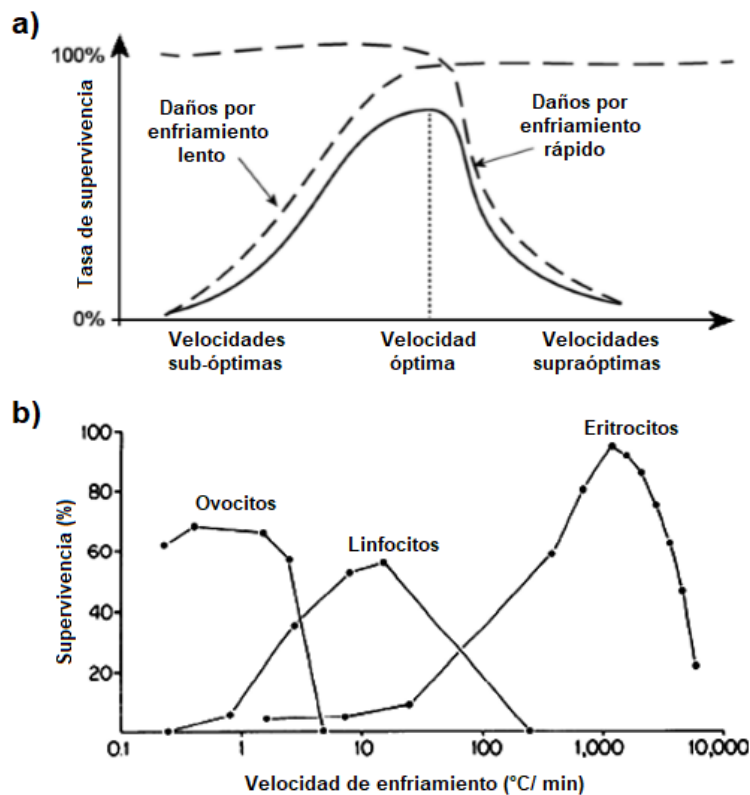 a)
100%
Tasa de supervivencia
0%
Daños por
enfriamiento
lento
Daños por
enfriamiento
rápido
Velocidades
sub-óptimas
Velocidad
óptima
Velocidades
supraóptimas
b)
Supervivencia (%)
100
80
60
40
20
Ovocitos
Linfocitos
Eritrocitos
0.1
1
10
100
1,000
10,000
Velocidad de enfriamiento (°C/ min)